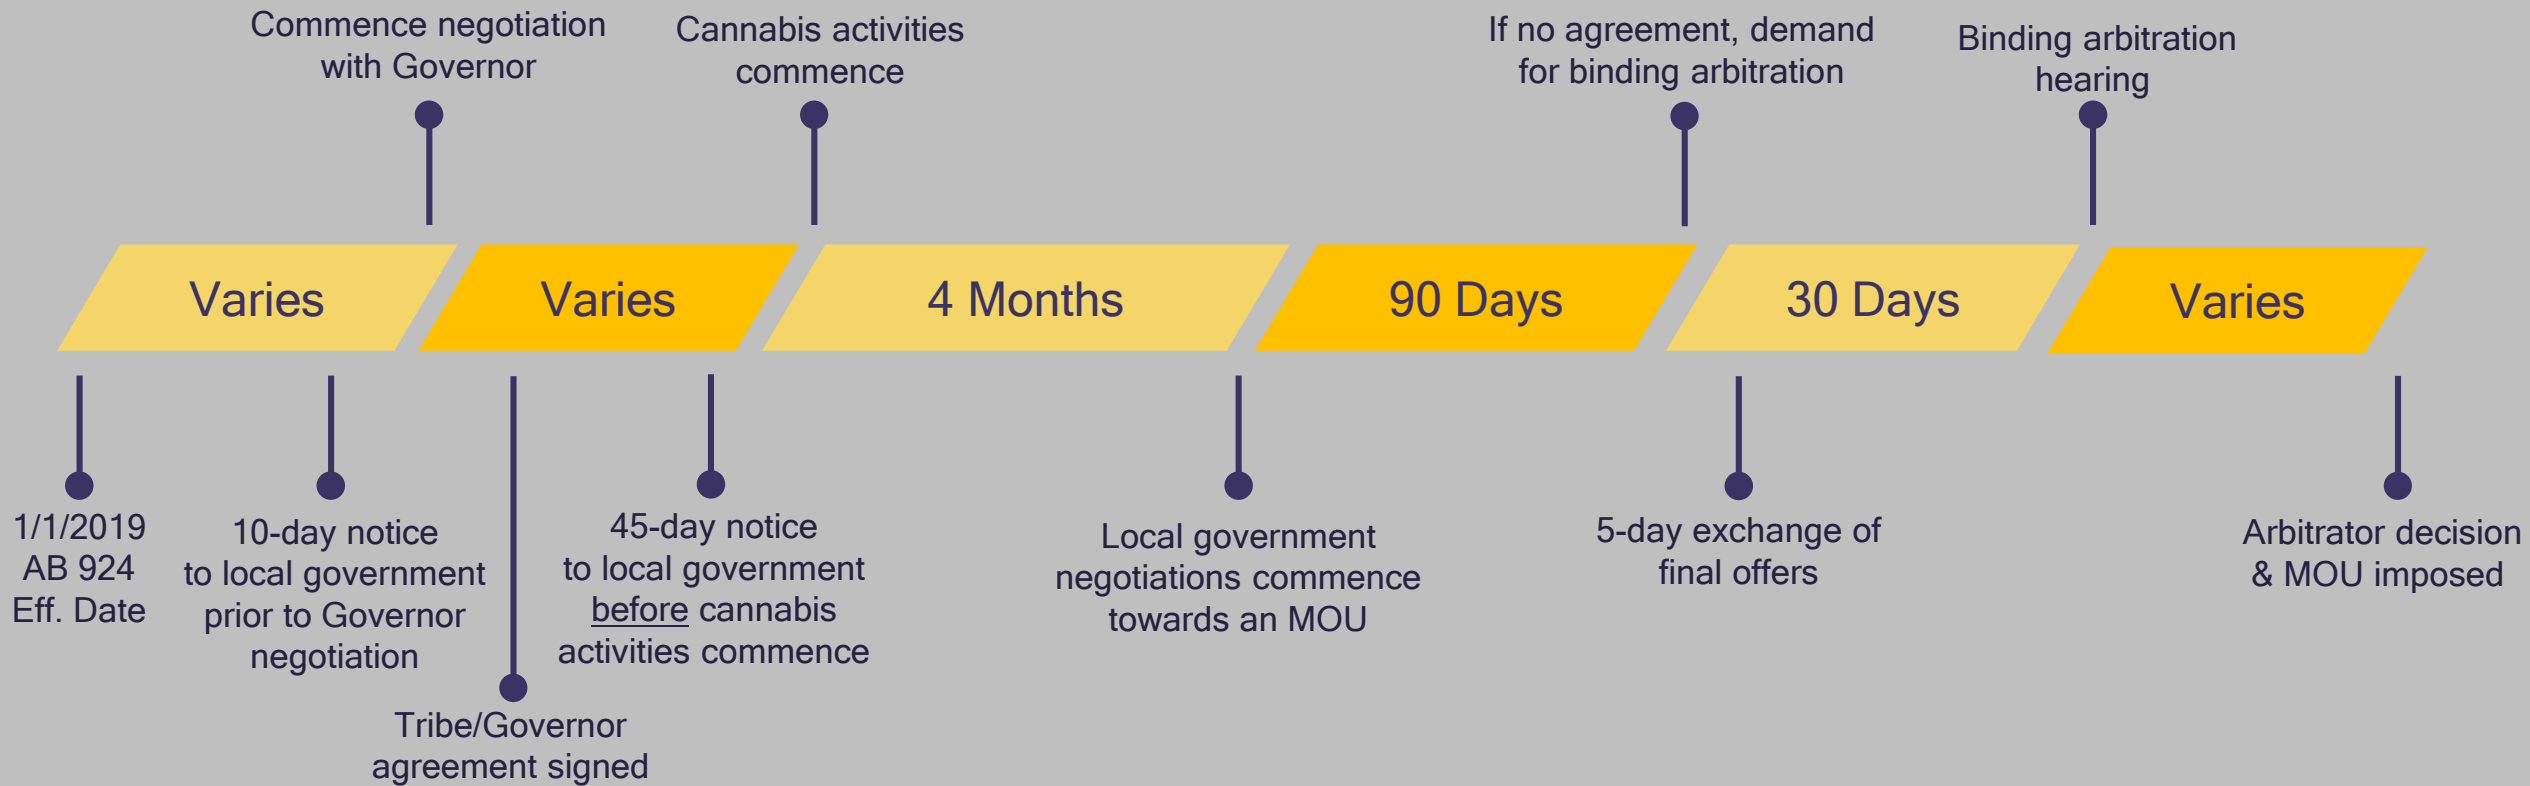 Commence negotiation
with Governor
Cannabis activities
commence
If no agreement, demand
for binding arbitration
Binding arbitration
hearing
Varies
Varies
4 Months
90 Days
30 Days
Varies
1/1/2019
AB 924
Eff. Date
10-day notice
to local government
prior to Governor
negotiation
Tribe/Governor
agreement signed
45-day notice
to local government
before cannabis
activities commence
Local government
negotiations commence
towards an MOU
5-day exchange of
final offers
Arbitrator decision
& MOU imposed